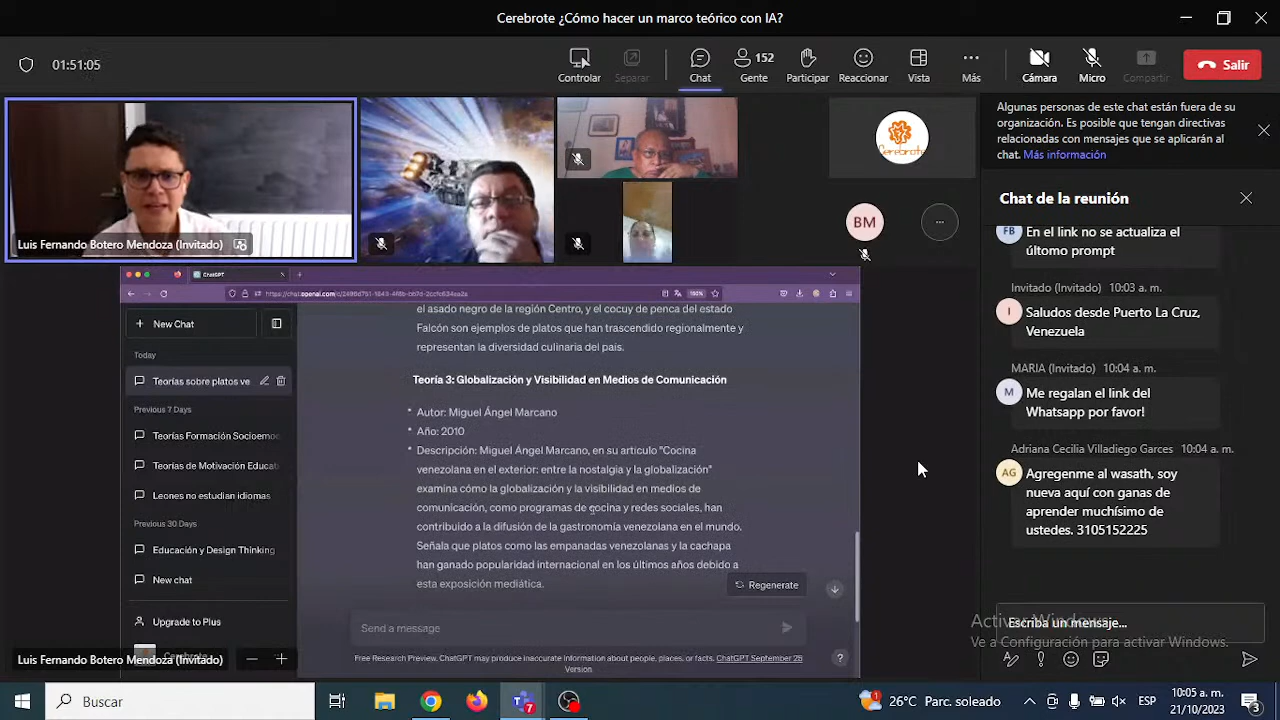 Cerebrote ¿Cómo hacer un marco teórico con IA?
01:51:05
Controlar
Separar
Chat
152
Gente
Participar
Reaccionar
Vista
Más
Cámara
Micro
Compartir
Salir
Luis Fernando Botero Mendoza (Invitado)
Cerebrote
BM
Algunas personas de este chat están fuera de su
organización. Es posible que tengan directivas
relacionadas con mensajes que se aplicarán al
chat. Más información
Chat de la reunión
FB
En el link no se actualiza el
último prompt
Invitado (Invitado) 10:03 a. m.
I
Saludos desde Puerto La Cruz
Venezuela
MARIA (Invitado) 10:04 a. m.
M
Me regalan el link del
Whatsapp por favor!
Adriana Cecilia Villadiego Garces 10:04 a. m.
AG
Agregenme al wasath, soy
nueva aquí con ganas de
aprender muchísimo de
ustedes. 3103032225
Escriba un mensaje...
Activar Windows
Ve a Configuración para activar Windows.
ChatGPT
https://chat.openai.com/c/
New Chat
Today
Teorías sobre platos ve
Previous 7 Days
Teorías Formación Socioemoc
Teorías de Motivación Educat
Leones no estudian idiomas
Previous 30 Days
Educación y Design Thinking
New chat
Upgrade to Plus
Cerebrote
Luis Fernando Botero Mendoza (Invitado)
el asado negro de la región Centro, y el cocuy de penca del estado
Falcón son ejemplos de platos que han trascendido regionalmente y
representan la diversidad culinaria del país.
Teoría 3: Globalización y Visibilidad en Medios de Comunicación
Autor: Miguel Ángel Marcano
Año: 2010
Descripción: Miguel Ángel Marcano, en su artículo "Cocina
venezolana en el exterior: entre la nostalgia y la globalización"
examina cómo la globalización y la visibilidad en medios de
comunicación, como programas de cocina y redes sociales, han
contribuido a la difusión de la gastronomía venezolana en el mundo.
Señala que platos como las empanadas venezolanas y la cachapa
han ganado popularidad internacional en los últimos años debido a
esta exposición mediática.
Regenerate
Send a message
Free Research Preview. ChatGPT may produce inaccurate information about people, places, or facts. ChatGPT September 25
Version
?
Buscar
7
1
26°C Parc. soleado
ESP
10:05 a. m.
21/10/2023
3